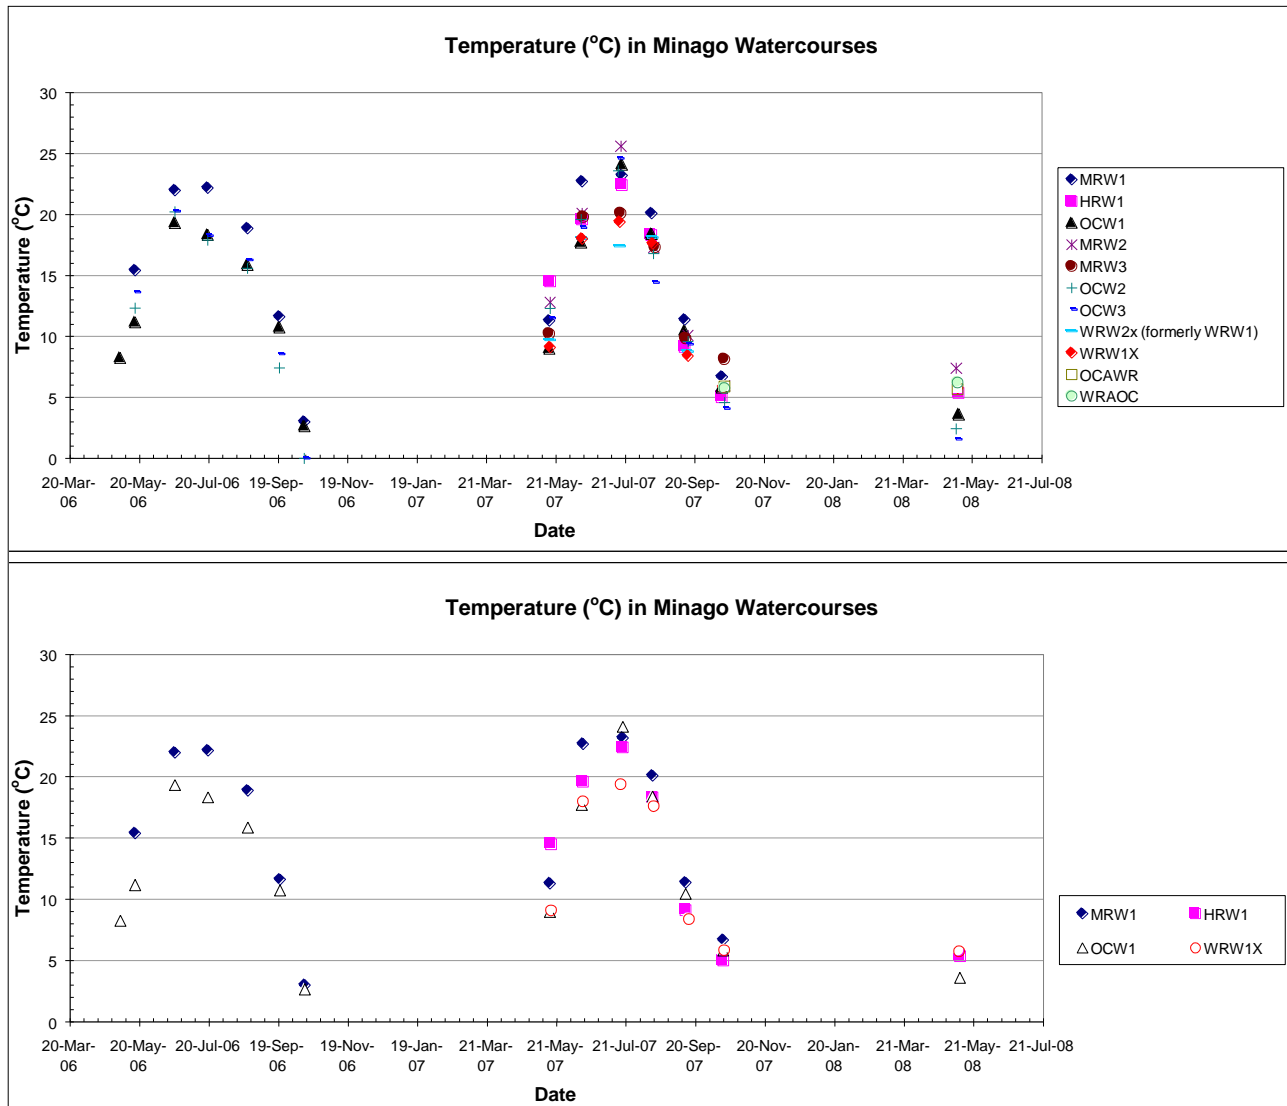 Temperature (°C) in Minago Watercourses
Temperature (°C)
30
25
20
15
10
5
0
20-Mar-06
20-May-06
20-Jul-06
19-Sep-06
19-Nov-06
19-Jan-07
21-Mar-07
21-May-07
21-Jul-07
20-Sep-07
20-Nov-07
20-Jan-08
21-Mar-08
21-May-08
21-Jul-08
Date
MRW1
HRW1
OCW1
MRW2
MRW3
OCW2
OCW3
WRW2x (formerly WRW1)
WRW1X
OCAWR
WRAOC
Temperature (°C) in Minago Watercourses
Temperature (°C)
30
25
20
15
10
5
0
20-Mar-06
20-May-06
20-Jul-06
19-Sep-06
19-Nov-06
19-Jan-07
21-Mar-07
21-May-07
21-Jul-07
20-Sep-07
20-Nov-07
20-Jan-08
21-Mar-08
21-May-08
21-Jul-08
Date
MRW1 HRW1
OCW1 WRW1X